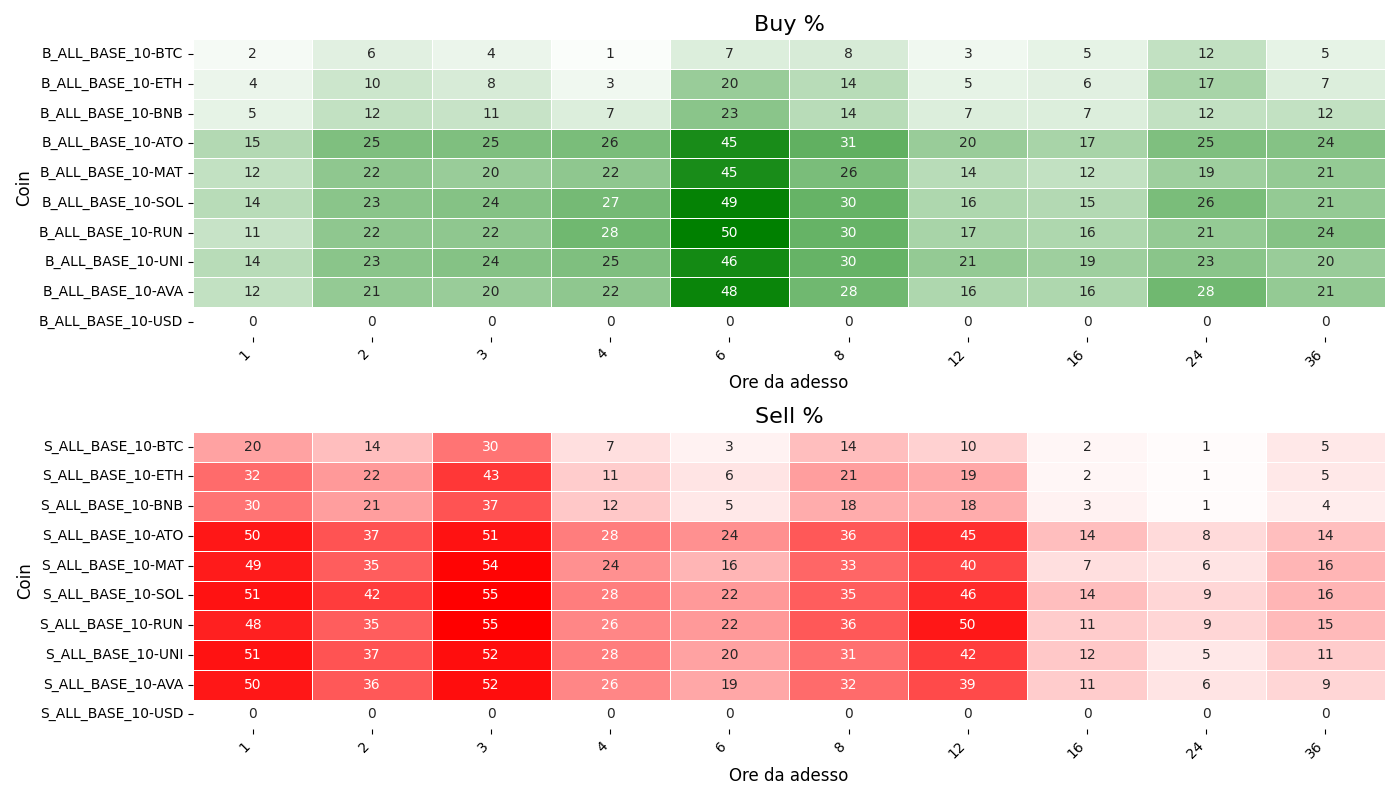 Buy %
Coin
B_ALL_BASE_10-BTC 2 6 4 1 7 8 3 5 12 5
B_ALL_BASE_10-ETH 4 10 8 3 20 14 5 6 17 7
B_ALL_BASE_10-BNB 5 12 11 7 23 14 7 7 12 12
B_ALL_BASE_10-ATO 15 25 25 26 45 31 20 17 25 24
B_ALL_BASE_10-MAT 12 22 20 22 45 26 14 12 19 21
B_ALL_BASE_10-SOL 14 23 24 27 49 30 16 15 26 21
B_ALL_BASE_10-RUN 11 22 22 28 50 30 17 16 21 24
B_ALL_BASE_10-UNI 14 23 24 25 46 30 21 19 23 20
B_ALL_BASE_10-AVA 12 21 20 22 48 28 16 16 28 21
B_ALL_BASE_10-USD 0 0 0 0 0 0 0 0 0 0
1 2 3 4 6 8 12 16 24 36
Ore da adesso
Sell %
Coin
S_ALL_BASE_10-BTC 20 14 30 7 3 14 10 2 1 5
S_ALL_BASE_10-ETH 32 22 43 11 6 21 19 2 1 5
S_ALL_BASE_10-BNB 30 21 37 12 5 18 18 3 1 4
S_ALL_BASE_10-ATO 50 37 51 28 24 36 45 14 8 14
S_ALL_BASE_10-MAT 49 35 54 24 16 33 40 7 6 16
S_ALL_BASE_10-SOL 51 42 55 28 22 35 46 14 9 16
S_ALL_BASE_10-RUN 48 35 55 26 22 36 50 11 9 15
S_ALL_BASE_10-UNI 51 37 52 28 20 31 42 12 5 11
S_ALL_BASE_10-AVA 50 36 52 26 19 32 39 11 6 9
S_ALL_BASE_10-USD 0 0 0 0 0 0 0 0 0 0
1 2 3 4 6 8 12 16 24 36
Ore da adesso